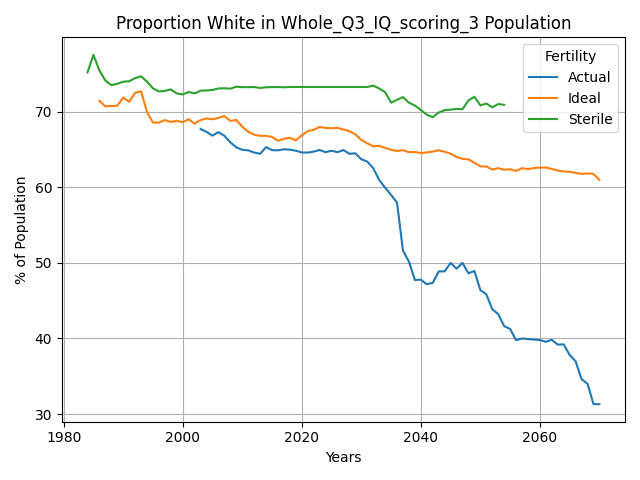 Proportion White in Whole_Q3_IQ_scoring_3 Population
Fertility
Actual
Ideal
Sterile
% of Population
70
60
50
40
30
1980
2000
2020
2040
2060
Years